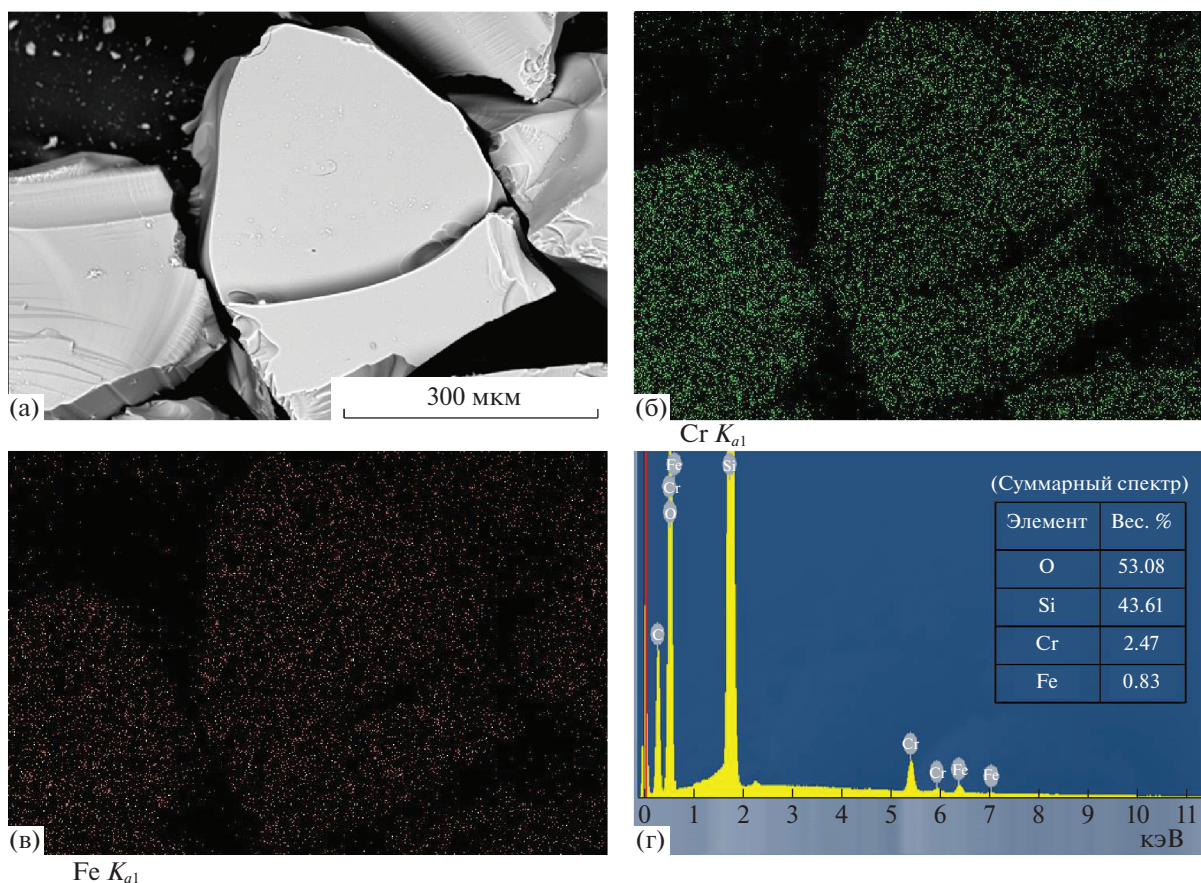 300 мкм
(а)
(б)
Cr Ka1
(в)
Fe Ka1
Fe
Cr
O
Si
C
Cr
Cr
Fe
Fe
(Суммарный спектр)
Элемент Вес. %
O 53.08
Si 43.61
Cr 2.47
Fe 0.83
0 1 2 3 4 5 6 7 8 9 10 11
кэВ
(г)